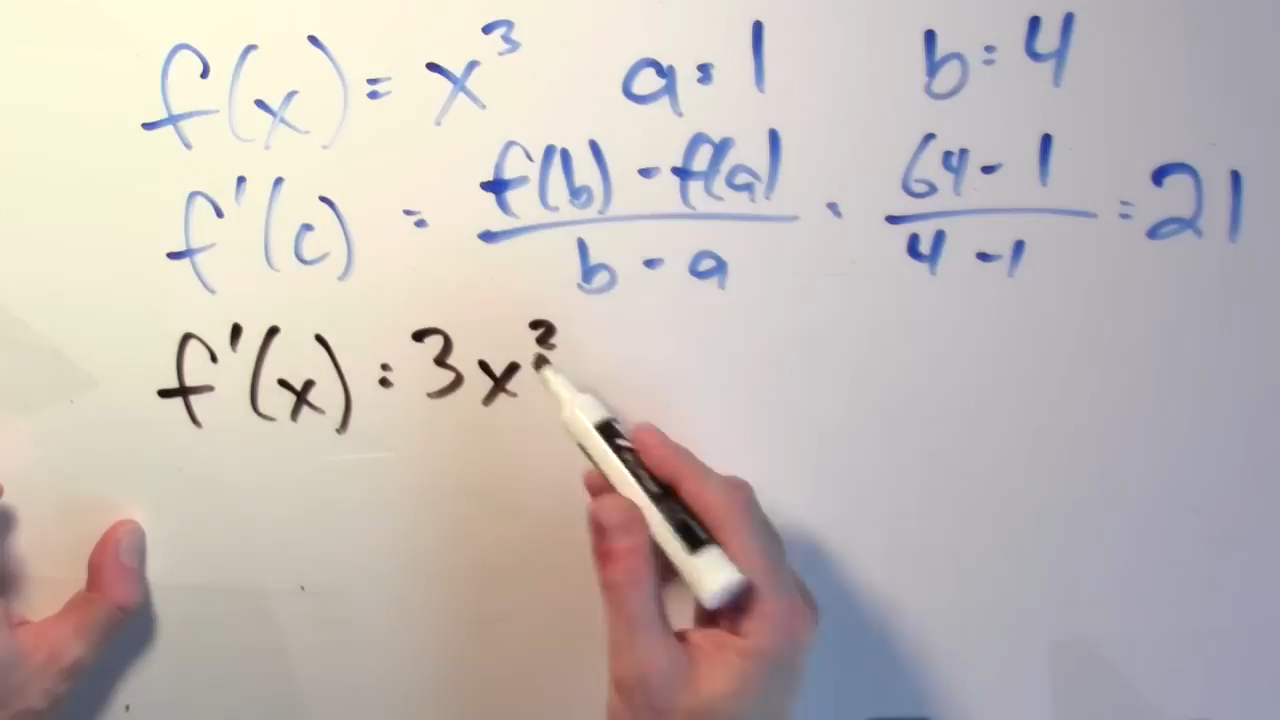 f(x) = x³ a = 1 b = 4
f'(c) = f(b) - f(a) / b - a = 64 - 1 / 4 - 1 = 21
f'(x) = 3x²